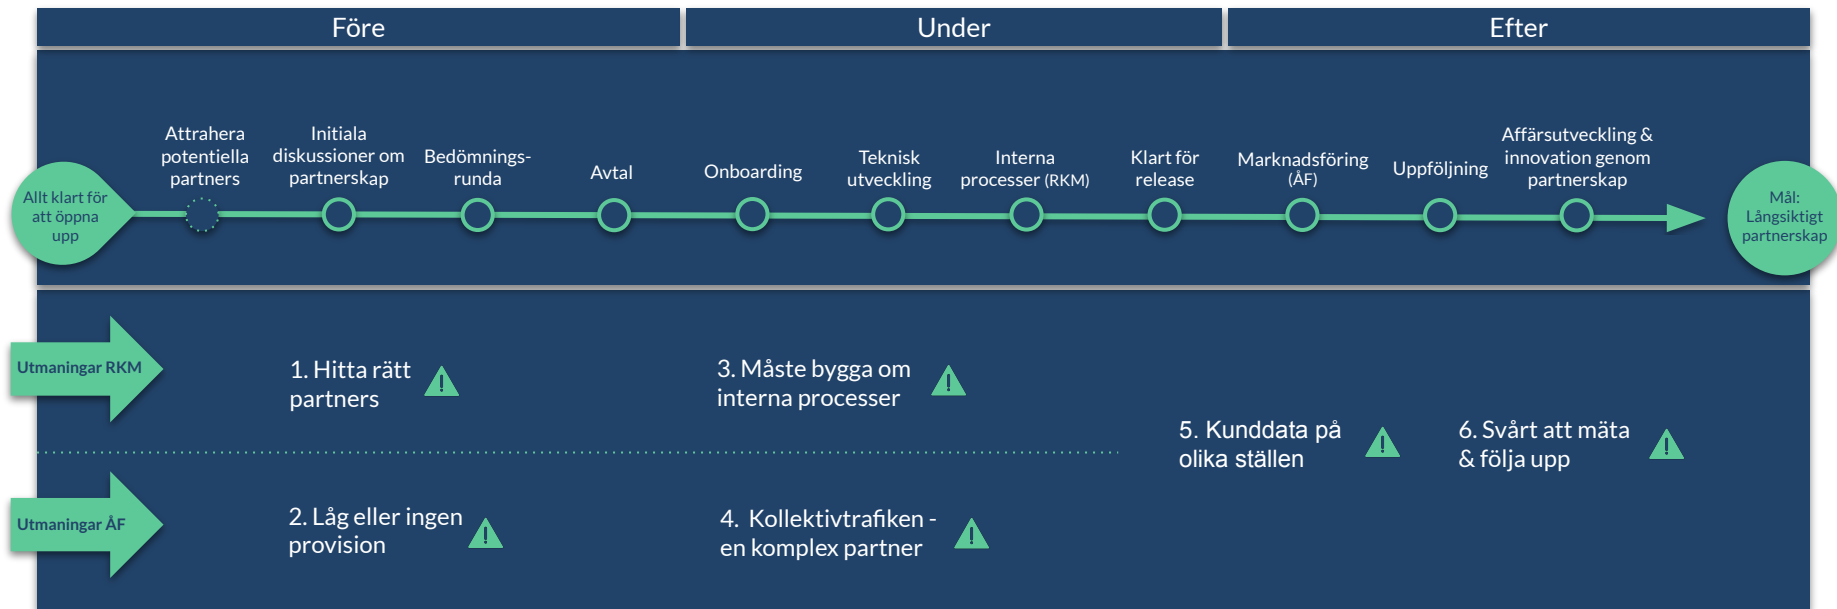 Före
Under
Efter
Attrahera
potentiella
partners
Initiala
diskussioner om
partnerskap
Bedömnings-
runda
Avtal
Onboarding
Teknisk
utveckling
Interna
processer (RKM)
Klart för
release
Marknadsföring
(ÅF)
Uppföljning
Affärsutveckling &
innovation genom
partnerskap
Allt klart för
att öppna
upp
Mål:
Långsiktigt
partnerskap
Utmaningar RKM
1. Hitta rätt
partners
3. Måste bygga om
interna processer
5. Kunddata på
olika ställen
6. Svårt att mäta
& följa upp
Utmaningar ÅF
2. Låg eller ingen
provision
4. Kollektivtrafiken -
en komplex partner